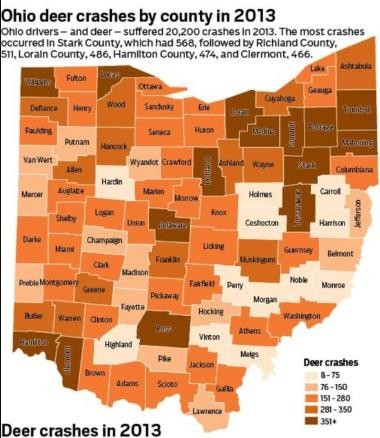 Ohio deer crashes by county in 2013
Ohio drivers – and deer – suffered 20,200 crashes in 2013. The most crashes
occurred in Stark County, which had 568, followed by Richland County,
511, Lorain County, 486, Hamilton County, 474, and Clermont, 466.
Ashtabula
Lake
Lucas
Williams
Fulton
Ottawa
Geauga
Cuyahoga
Wood
Sandusky
Erie
Defiance
Henry
Lorain
Trumbull
Summit
Portage
Medina
Huron
Seneca
Paulding
Putnam
Hancock
Mahoning
Van Wert
Wyandot
Crawford
Richland
Ashland
Wayne
Stark
Columbiana
Allen
Hardin
Marion
Morrow
Holmes
Carroll
Mercer
Auglaize
Tuscarawas
Jefferson
Logan
Knox
Shelby
Union
Delaware
Coshocton
Harrison
Darke
Champaign
Licking
Miami
Guernsey
Belmont
Clark
Franklin
Muskingum
Madison
Preble
Montgomery
Fairfield
Perry
Noble
Monroe
Greene
Pickaway
Morgan
Fayette
Hocking
Butler
Warren
Clinton
Washington
Ross
Athens
Hamilton
Clermont
Highland
Vinton
Meigs
Pike
Jackson
Brown
Adams
Scioto
Gallia
Lawrence
Deer crashes
8 - 75
76 - 150
151 - 280
281 - 350
351+
Deer crashes in 2013